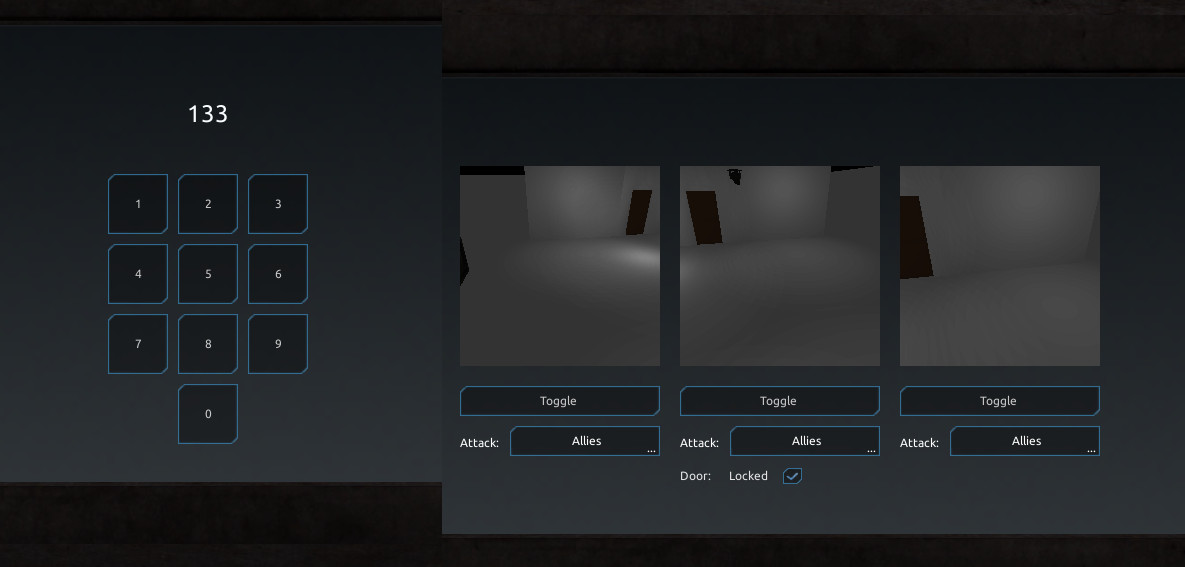 133
1 2 3
4 5 6
7 8 9
0
Toggle Toggle Toggle
Attack: Allies ... Attack: Allies ... Attack: Allies ...
Door: Locked